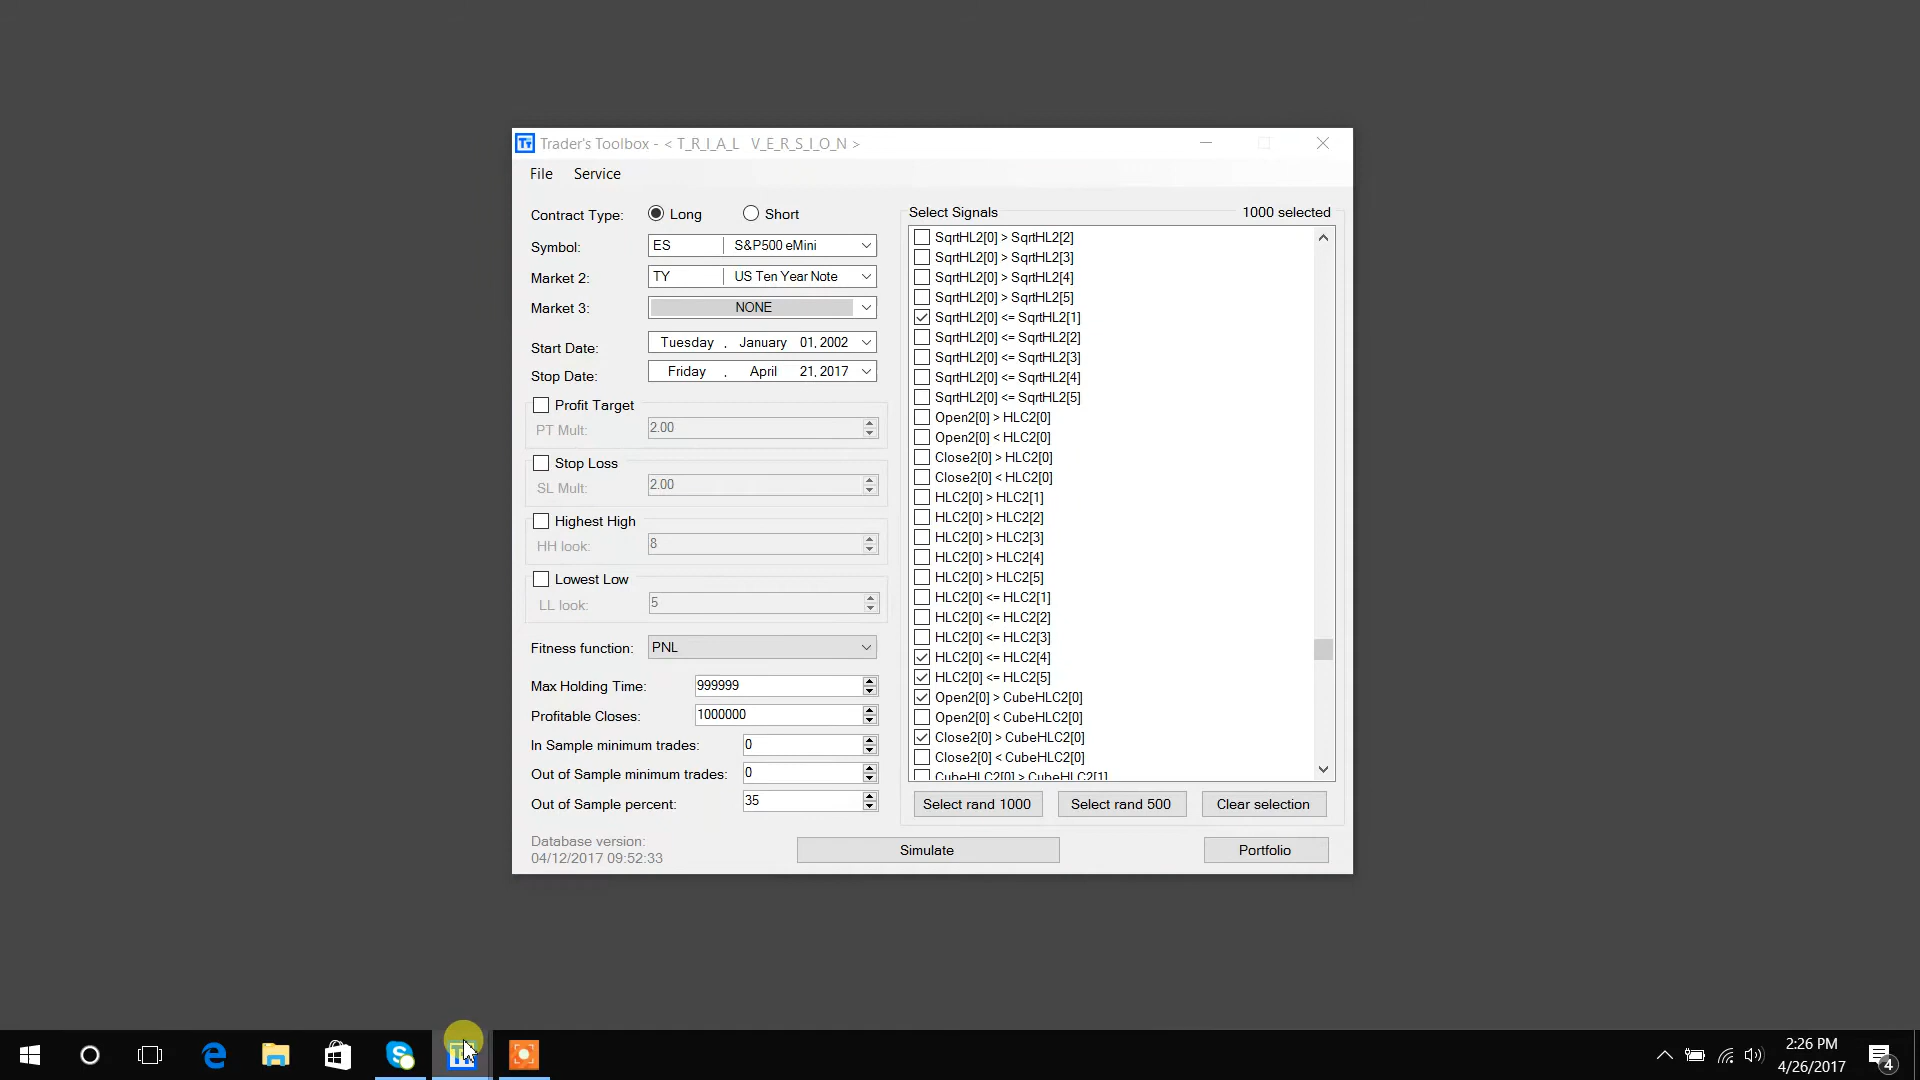 Trader's Toolbox - < T_R_I_A_L V_E_R_S_I_O_N >
File Service
Contract Type: Long Short
Symbol: ES S&P500 eMini
Market 2: TY US Ten Year Note
Market 3: NONE
Start Date: Tuesday , January 01, 2002
Stop Date: Friday , April 21, 2017
Profit Target
PT Mult: 2.00
Stop Loss
SL Mult: 2.00
Highest High
HH look: 8
Lowest Low
LL look: 5
Fitness function: PNL
Max Holding Time: 999999
Profitable Closes: 1000000
In Sample minimum trades: 0
Out of Sample minimum trades: 0
Out of Sample percent: 35
Database version:
04/12/2017 09:52:33
Select Signals 1000 selected
SqrtHL2[0] > SqrtHL2[2]
SqrtHL2[0] > SqrtHL2[3]
SqrtHL2[0] > SqrtHL2[4]
SqrtHL2[0] > SqrtHL2[5]
SqrtHL2[0] <= SqrtHL2[1]
SqrtHL2[0] <= SqrtHL2[2]
SqrtHL2[0] <= SqrtHL2[3]
SqrtHL2[0] <= SqrtHL2[4]
SqrtHL2[0] <= SqrtHL2[5]
Open2[0] > HLC2[0]
Open2[0] < HLC2[0]
Close2[0] > HLC2[0]
Close2[0] < HLC2[0]
HLC2[0] > HLC2[1]
HLC2[0] > HLC2[2]
HLC2[0] > HLC2[3]
HLC2[0] > HLC2[4]
HLC2[0] > HLC2[5]
HLC2[0] <= HLC2[1]
HLC2[0] <= HLC2[2]
HLC2[0] <= HLC2[3]
HLC2[0] <= HLC2[4]
HLC2[0] <= HLC2[5]
Open2[0] > CubeHLC2[0]
Open2[0] < CubeHLC2[0]
Close2[0] > CubeHLC2[0]
Close2[0] < CubeHLC2[0]
CubeHLC2[0] > CubeHLC2[1]
Select rand 1000 Select rand 500 Clear selection
Simulate Portfolio
2:26 PM
4/26/2017
4